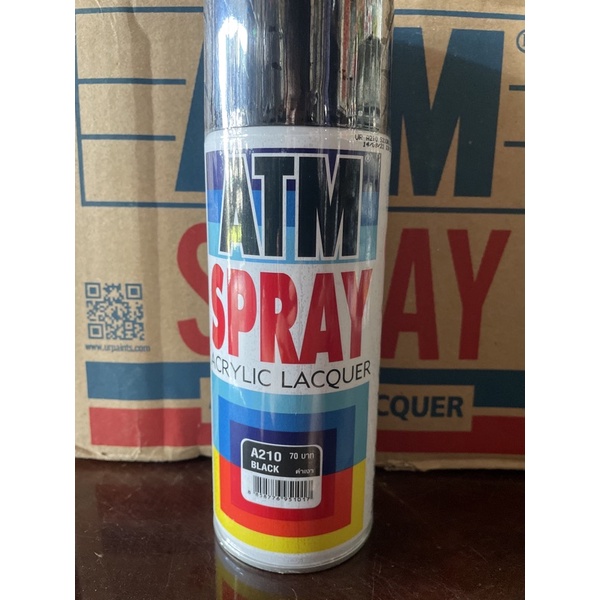 ATM
SPRAY
ACRYLIC LACQUER
A210 70 บาท
BLACK ดำเงา
ATM
SPRAY
www.urpaints.com
CQUER